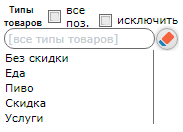 Типы товаров
все поз.
исключить
[все типы товаров]
Без скидки
Еда
Пиво
Скидка
Услуги